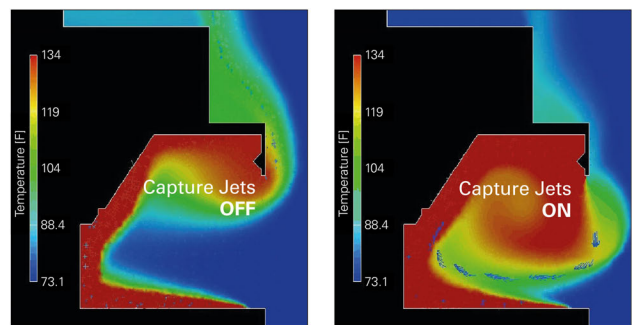 134
119
104
88.4
73.1
Temperature [F]
Capture Jets
OFF
134
119
104
88.4
73.1
Temperature [F]
Capture Jets
ON